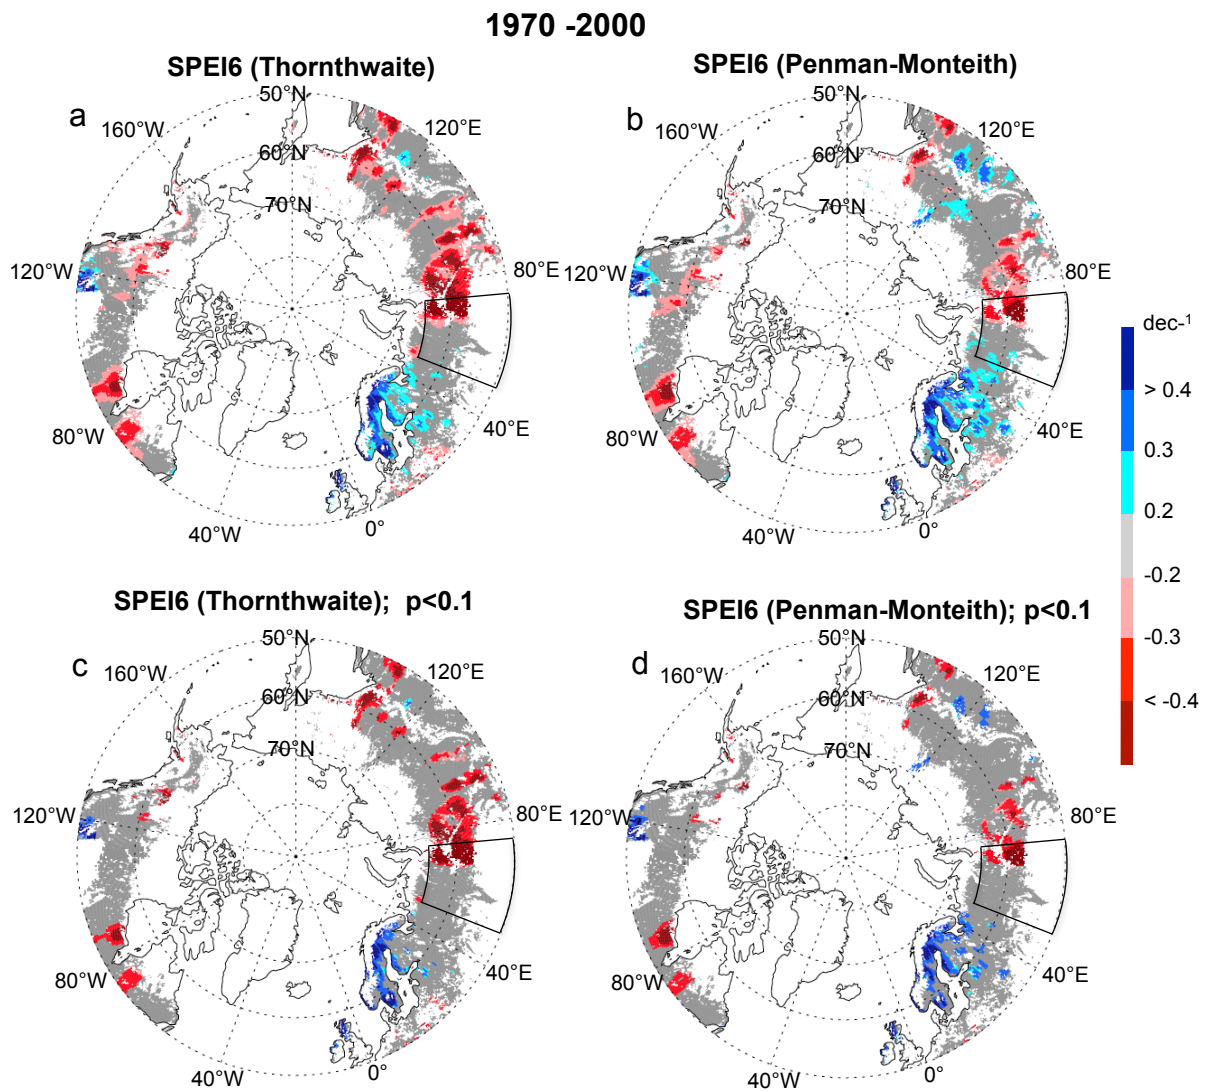 1970 -2000
SPEI6 (Thornthwaite)
SPEI6 (Penman-Monteith)
a
50°N
60°N
70°N
160°W
120°E
120°W
80°E
80°W
40°E
40°W
0°
b
50°N
60°N
70°N
160°W
120°E
120°W
80°E
80°W
40°E
40°W
0°
dec-1
> 0.4
0.3
0.2
-0.2
-0.3
< -0.4
SPEI6 (Thornthwaite); p<0.1
SPEI6 (Penman-Monteith); p<0.1
c
50°N
60°N
70°N
160°W
120°E
120°W
80°E
80°W
40°E
40°W
0°
d
50°N
60°N
70°N
160°W
120°E
120°W
80°E
80°W
40°E
40°W
0°